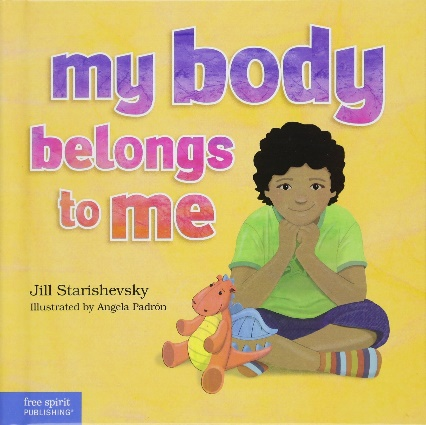 my body
belongs
to me
Jill Starishevsky
Illustrated by Angela Padrón
free spirit
PUBLISHING®